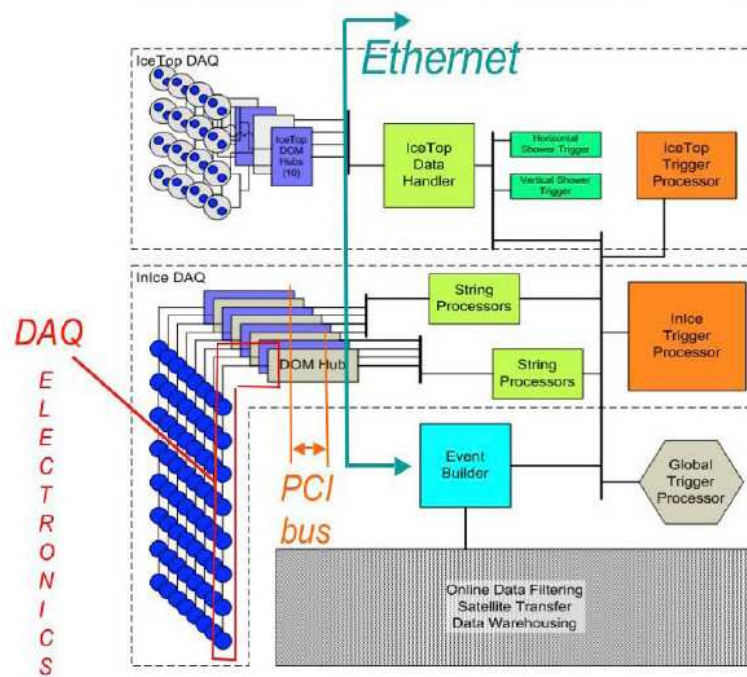 Ethernet
IceTop DAQ
IceTop
DOM
Hubs
(10)
IceTop
Data
Handler
Horizontal
Shower Trigger
Vertical Shower
Trigger
IceTop
Trigger
Processor
InIce DAQ
String
Processors
InIce
Trigger
Processor
DAQ
DOM Hub
String
Processors
E
L
E
C
T
R
O
N
I
C
S
PCI
bus
Event
Builder
Global
Trigger
Processor
Online Data Filtering
Satellite Transfer
Data Warehousing